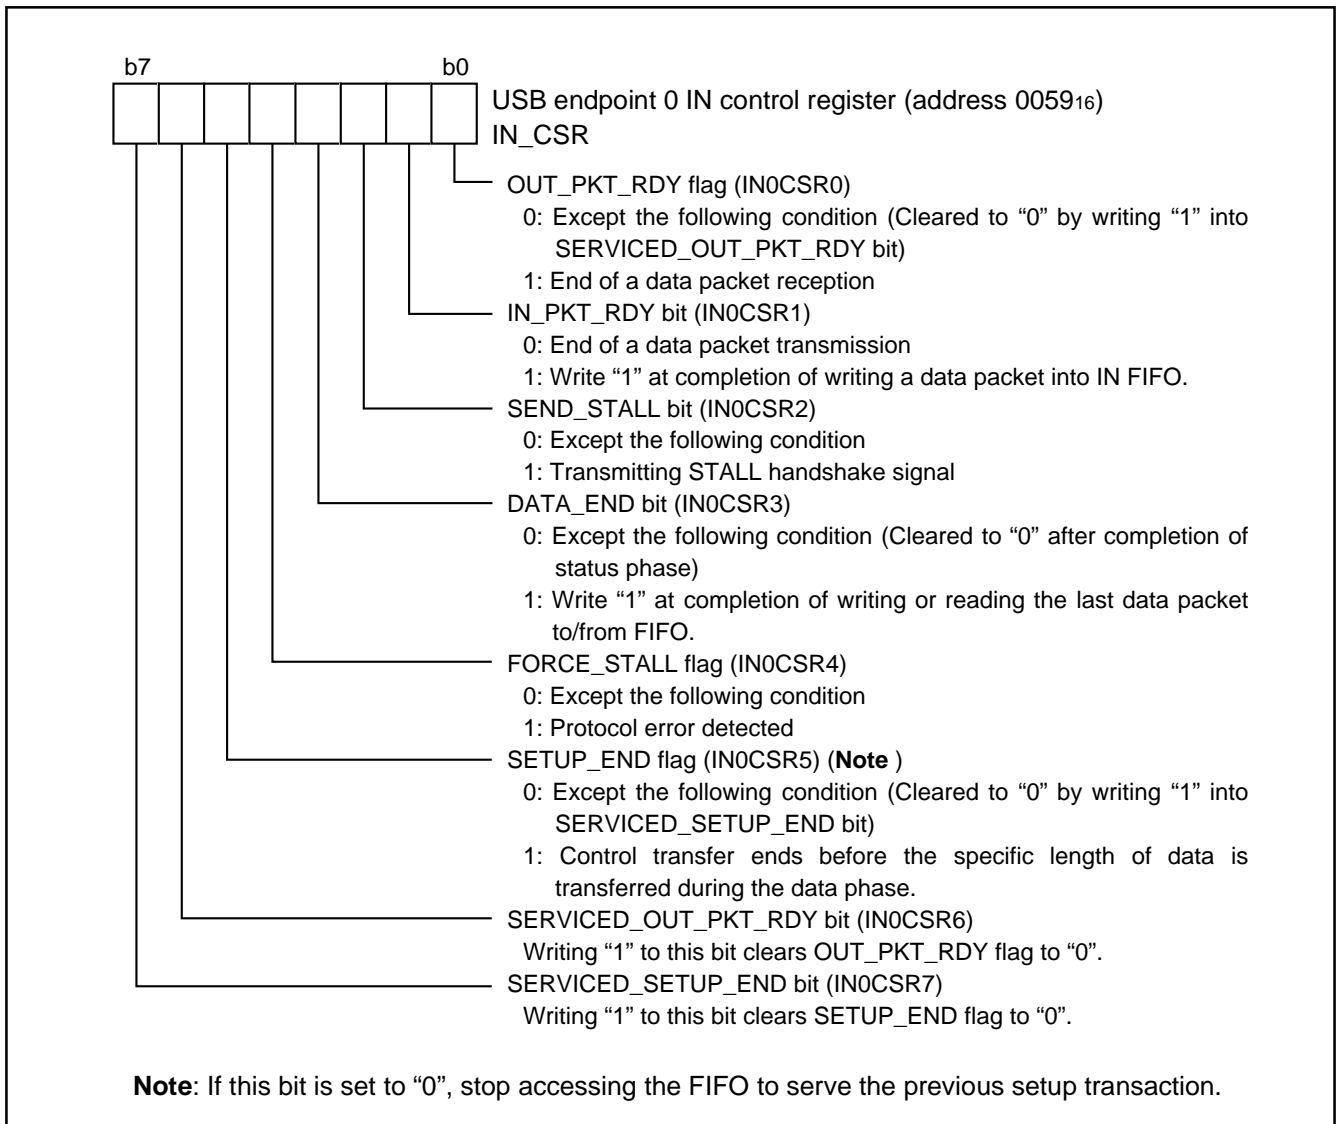 b7 b0
USB endpoint 0 IN control register (address 005916)
IN_CSR
OUT_PKT_RDY flag (IN0CSR0)
0: Except the following condition (Cleared to “0” by writing “1” into
SERVICED_OUT_PKT_RDY bit)
1: End of a data packet reception
IN_PKT_RDY bit (IN0CSR1)
0: End of a data packet transmission
1: Write “1” at completion of writing a data packet into IN FIFO.
SEND_STALL bit (IN0CSR2)
0: Except the following condition
1: Transmitting STALL handshake signal
DATA_END bit (IN0CSR3)
0: Except the following condition (Cleared to “0” after completion of
status phase)
1: Write “1” at completion of writing or reading the last data packet
to/from FIFO.
FORCE_STALL flag (IN0CSR4)
0: Except the following condition
1: Protocol error detected
SETUP_END flag (IN0CSR5) (Note )
0: Except the following condition (Cleared to “0” by writing “1” into
SERVICED_SETUP_END bit)
1: Control transfer ends before the specific length of data is
transferred during the data phase.
SERVICED_OUT_PKT_RDY bit (IN0CSR6)
Writing “1” to this bit clears OUT_PKT_RDY flag to “0”.
SERVICED_SETUP_END bit (IN0CSR7)
Writing “1” to this bit clears SETUP_END flag to “0”.
Note: If this bit is set to “0”, stop accessing the FIFO to serve the previous setup transaction.